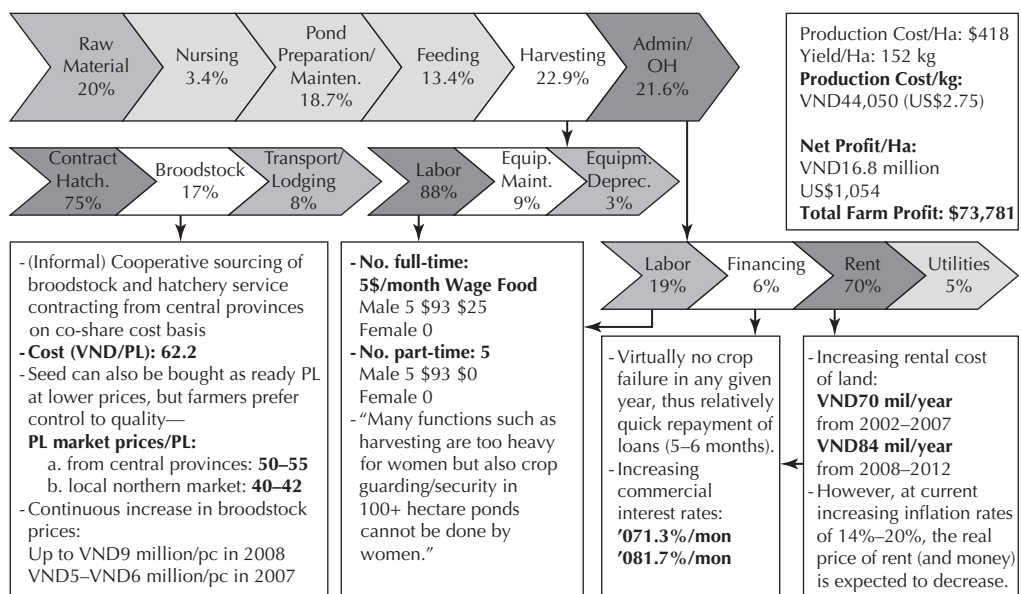 Raw
Material
20%
Nursing
3.4%
Pond
Preparation/
Mainten.
18.7%
Feeding
13.4%
Harvesting
22.9%
Admin/
OH
21.6%
Production Cost/Ha: $418
Yield/Ha: 152 kg
Production Cost/kg:
VND44,050 (US$2.75)
Net Profit/Ha:
VND16.8 million
US$1,054
Total Farm Profit: $73,781
Contract
Hatch.
75%
Broodstock
17%
Transport/
Lodging
8%
Labor
88%
Equip.
Maint.
9%
Equipm.
Deprec.
3%
Labor
19%
Financing
6%
Rent
70%
Utilities
5%
- (Informal) Cooperative sourcing of
broodstock and hatchery service
contracting from central provinces
on co-share cost basis
- Cost (VND/PL): 62.2
- Seed can also be bought as ready PL
at lower prices, but farmers prefer
control to quality—
PL market prices/PL:
a. from central provinces: 50–55
b. local northern market: 40–42
- Continuous increase in broodstock
prices:
Up to VND9 million/pc in 2008
VND5–VND6 million/pc in 2007
- No. full-time:
5$/month Wage Food
Male 5 $93 $25
Female 0
- No. part-time: 5
Male 5 $93 $0
Female 0
- “Many functions such as
harvesting are too heavy
for women but also crop
guarding/security in
100+ hectare ponds
cannot be done by
women.”
- Virtually no crop
failure in any given
year, thus relatively
quick repayment of
loans (5–6 months).
- Increasing
commercial
interest rates:
’071.3%/mon
’081.7%/mon
- Increasing rental cost
of land:
VND70 mil/year
from 2002–2007
VND84 mil/year
from 2008–2012
- However, at current
increasing inflation rates
of 14%–20%, the real
price of rent (and money)
is expected to decrease.